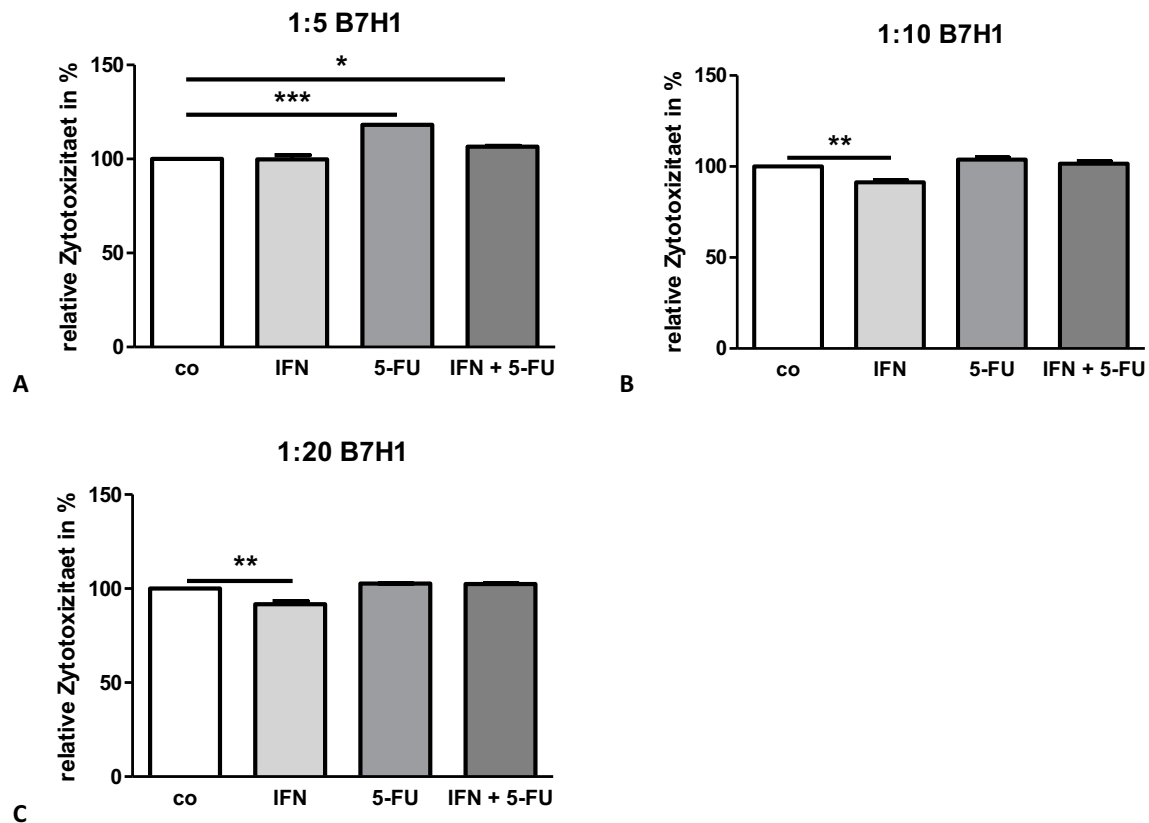 1:5 B7H1
relative Zytotoxizitaet in %
150
100
50
0
*
***
co IFN 5-FU IFN + 5-FU
A
1:10 B7H1
relative Zytotoxizitaet in %
150
100
50
0
**
co IFN 5-FU IFN + 5-FU
B
1:20 B7H1
relative Zytotoxizitaet in %
150
100
50
0
**
co IFN 5-FU IFN + 5-FU
C